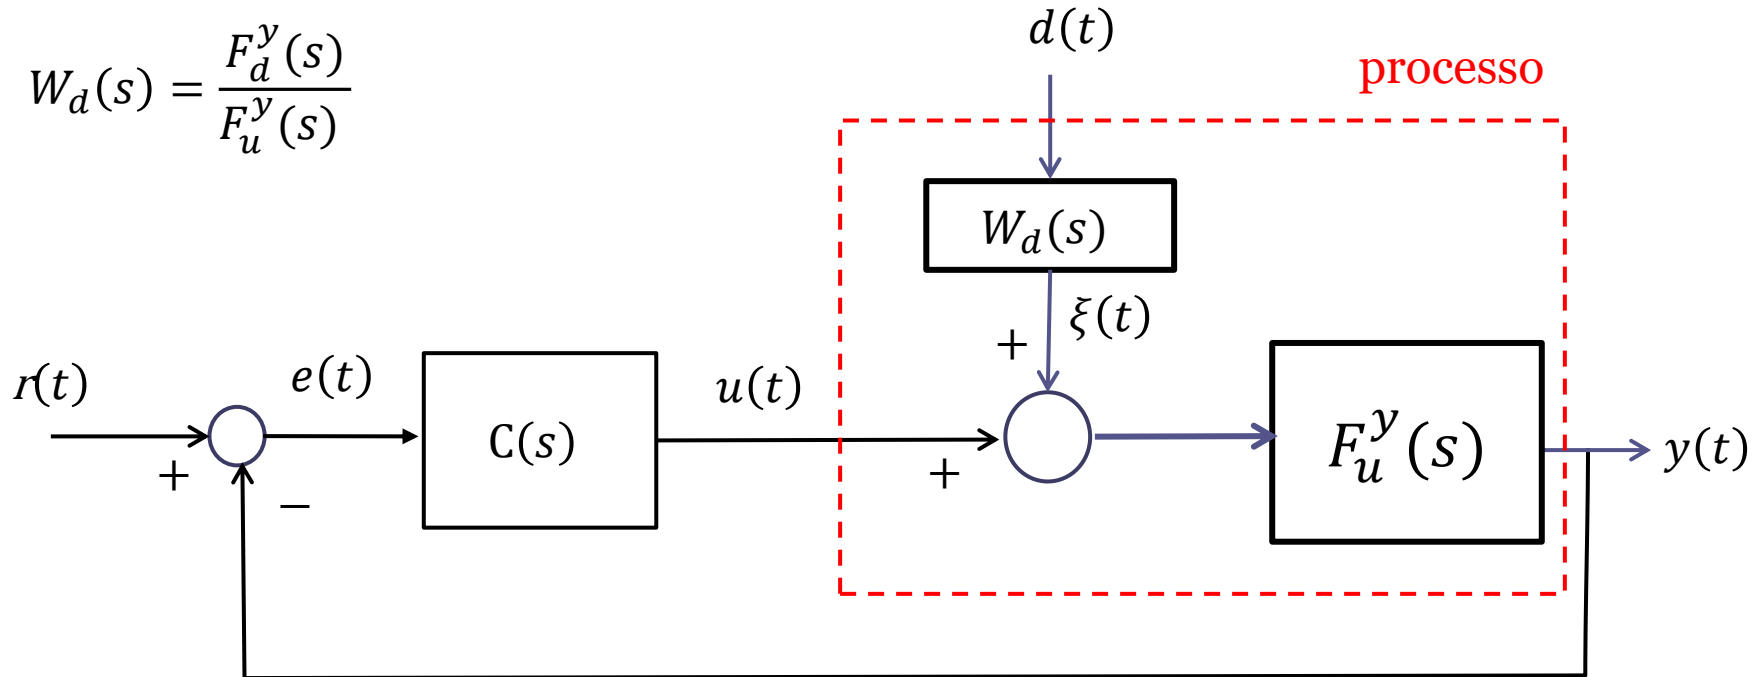 W_d(s) = F_d^y(s) / F_u^y(s)
d(t)
processo
W_d(s)
ξ(t)
+
r(t)
e(t)
C(s)
u(t)
F_u^y(s)
y(t)
+
−
+